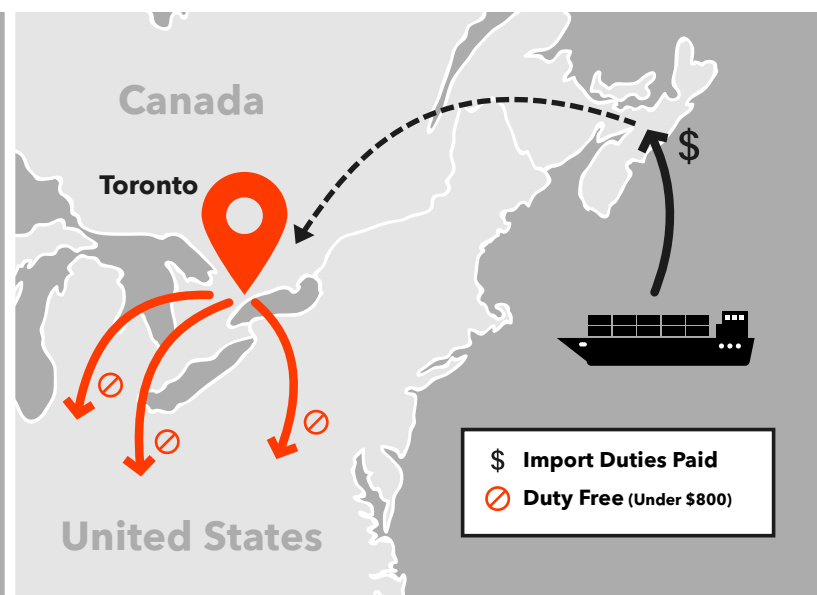 Canada
$
Toronto
$ Import Duties Paid
Duty Free (Under $800)
United States